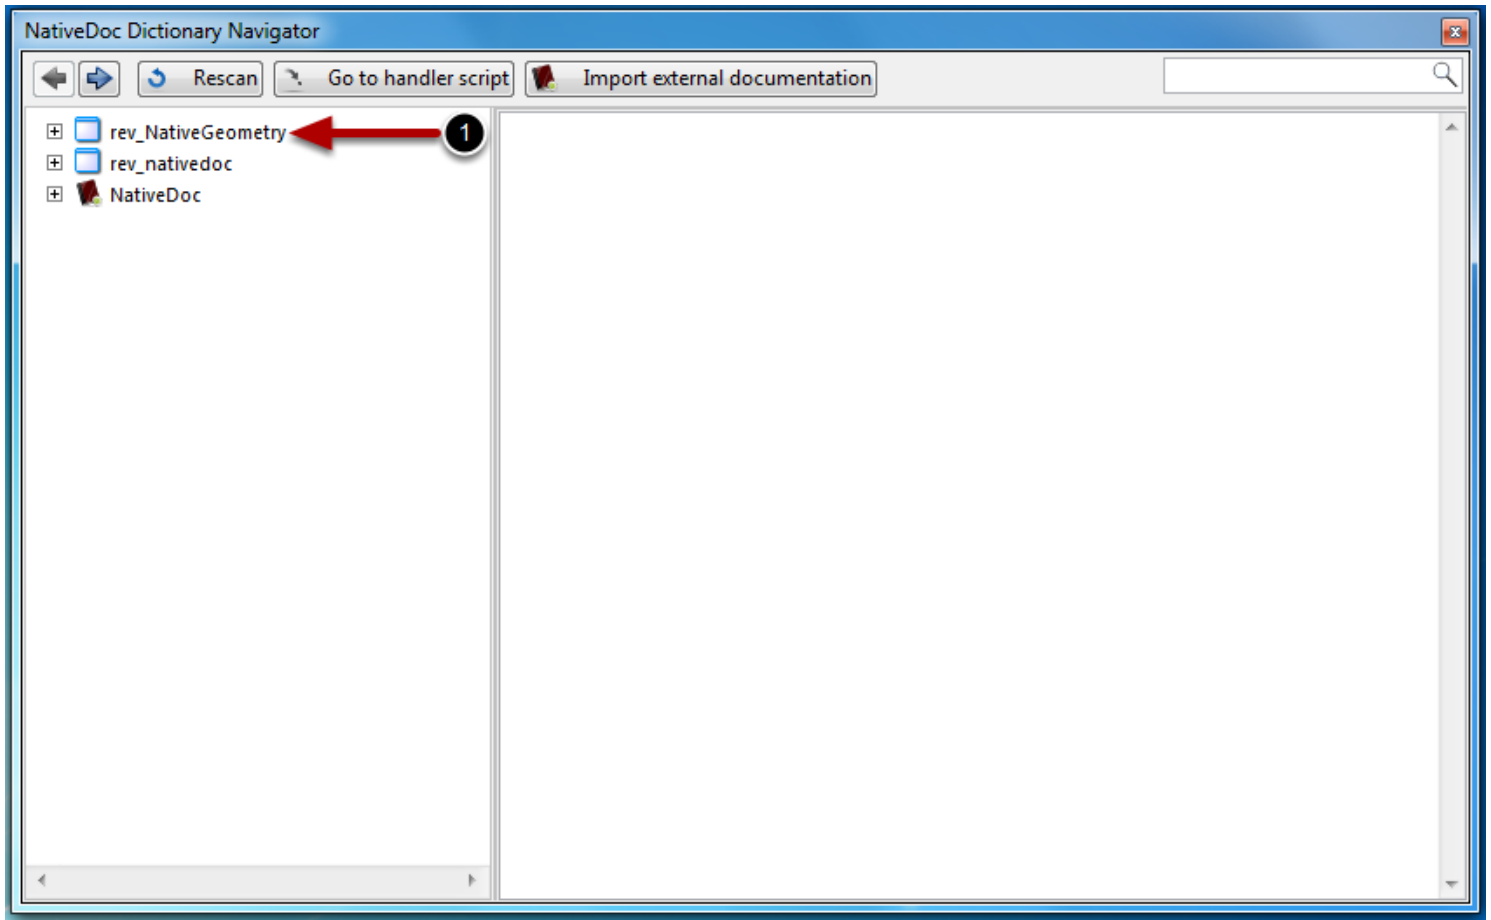 NativeDoc Dictionary Navigator
Rescan Go to handler script Import external documentation
rev_NativeGeometry 1
rev_nativedoc
NativeDoc